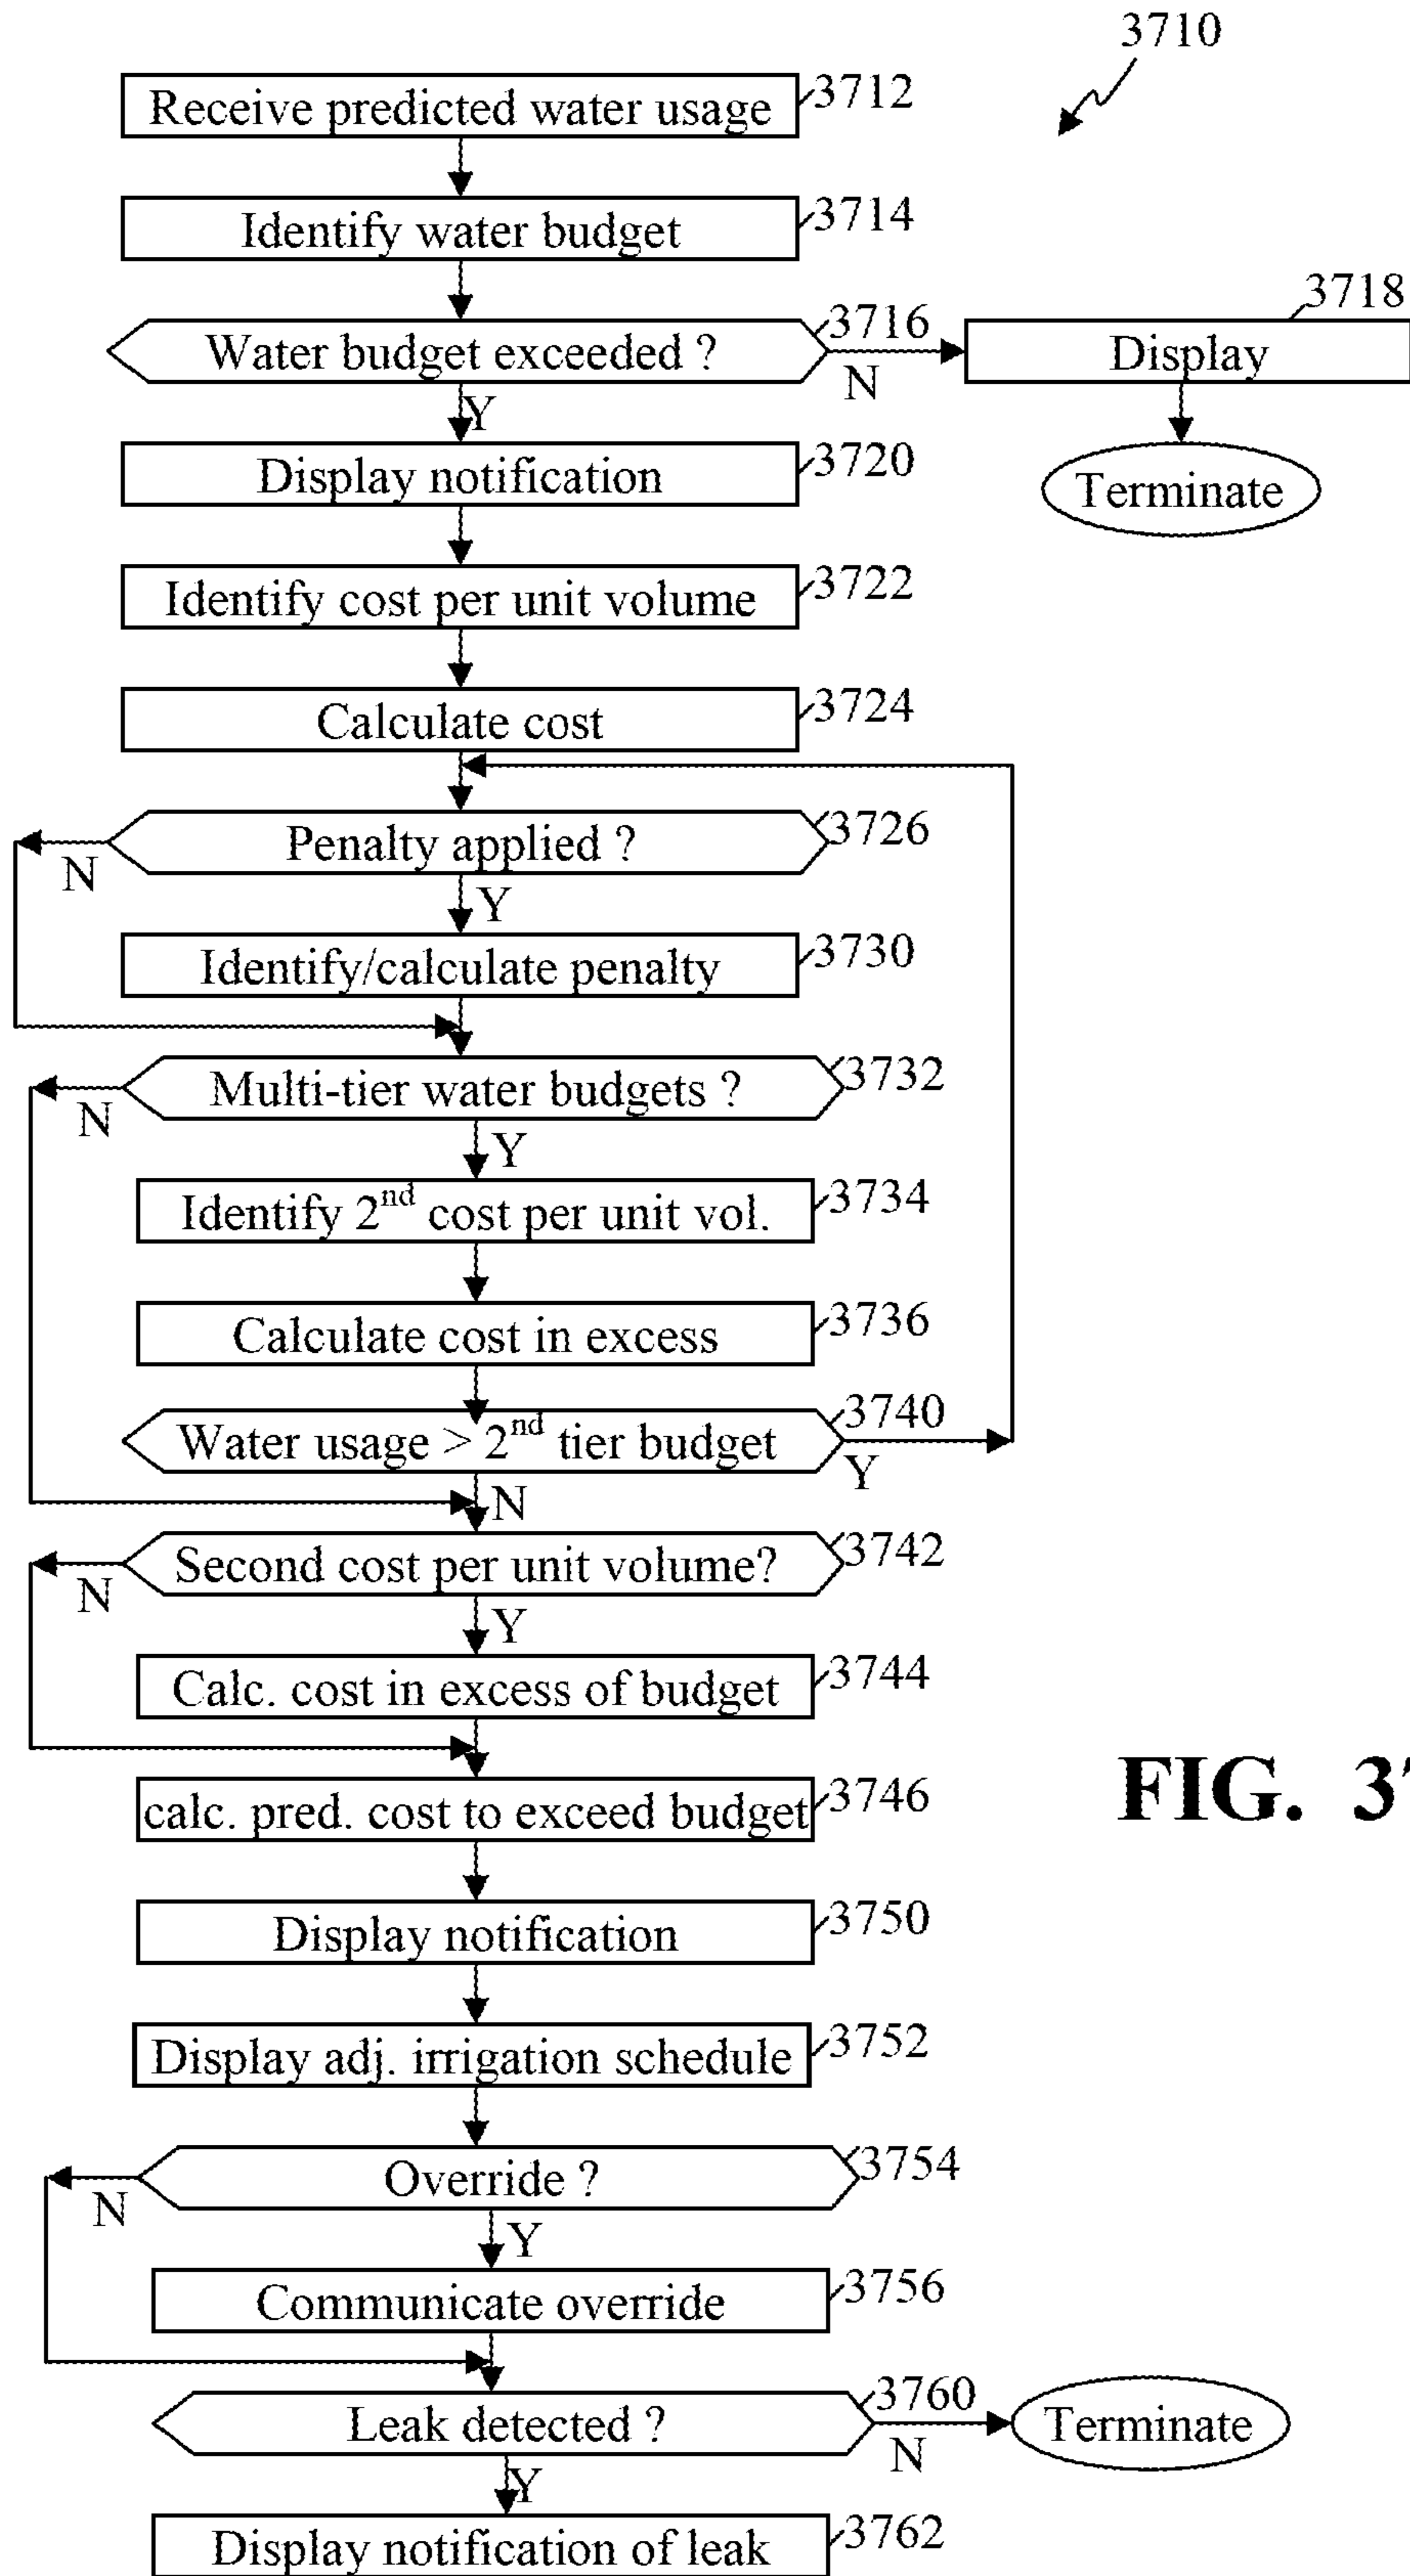 3710
Receive predicted water usage 3712
Identify water budget 3714
Water budget exceeded ? 3716
N
3718
Display
Terminate
Y
Display notification 3720
Identify cost per unit volume 3722
Calculate cost 3724
Penalty applied ? 3726
N
Y
Identify/calculate penalty 3730
Multi-tier water budgets ? 3732
N
Y
Identify 2nd cost per unit vol. 3734
Calculate cost in excess 3736
Water usage > 2nd tier budget 3740
Y
N
Second cost per unit volume? 3742
N
Y
Calc. cost in excess of budget 3744
calc. pred. cost to exceed budget 3746
FIG. 37
Display notification 3750
Display adj. irrigation schedule 3752
Override ? 3754
N
Y
Communicate override 3756
Leak detected ? 3760
N
Terminate
Y
Display notification of leak 3762